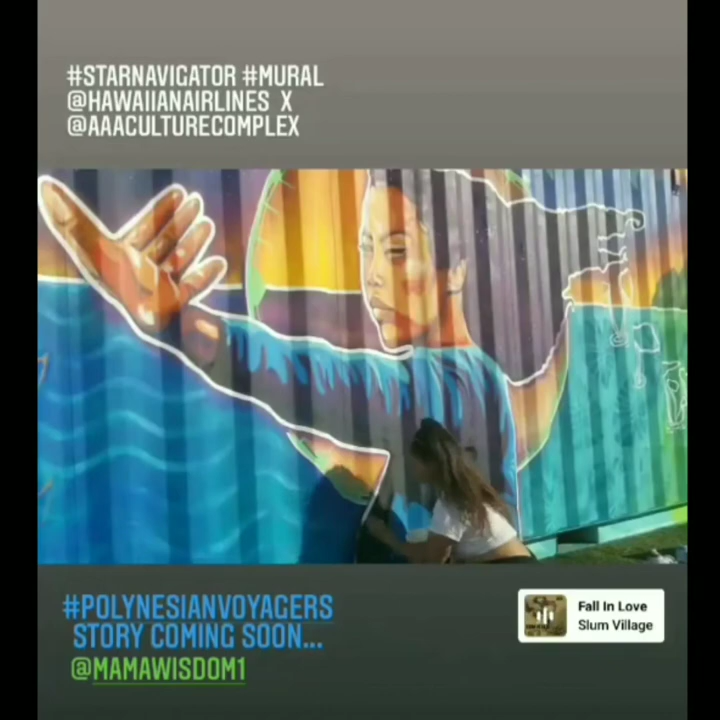 #STARNAVIGATOR #MURAL
@HAWAIIANAIRLINES X
@AAACULTURECOMPLEX
#POLYNESIANVOYAGERS
STORY COMING SOON...
@MAMAWISDOM1
Fall In Love
Slum Village